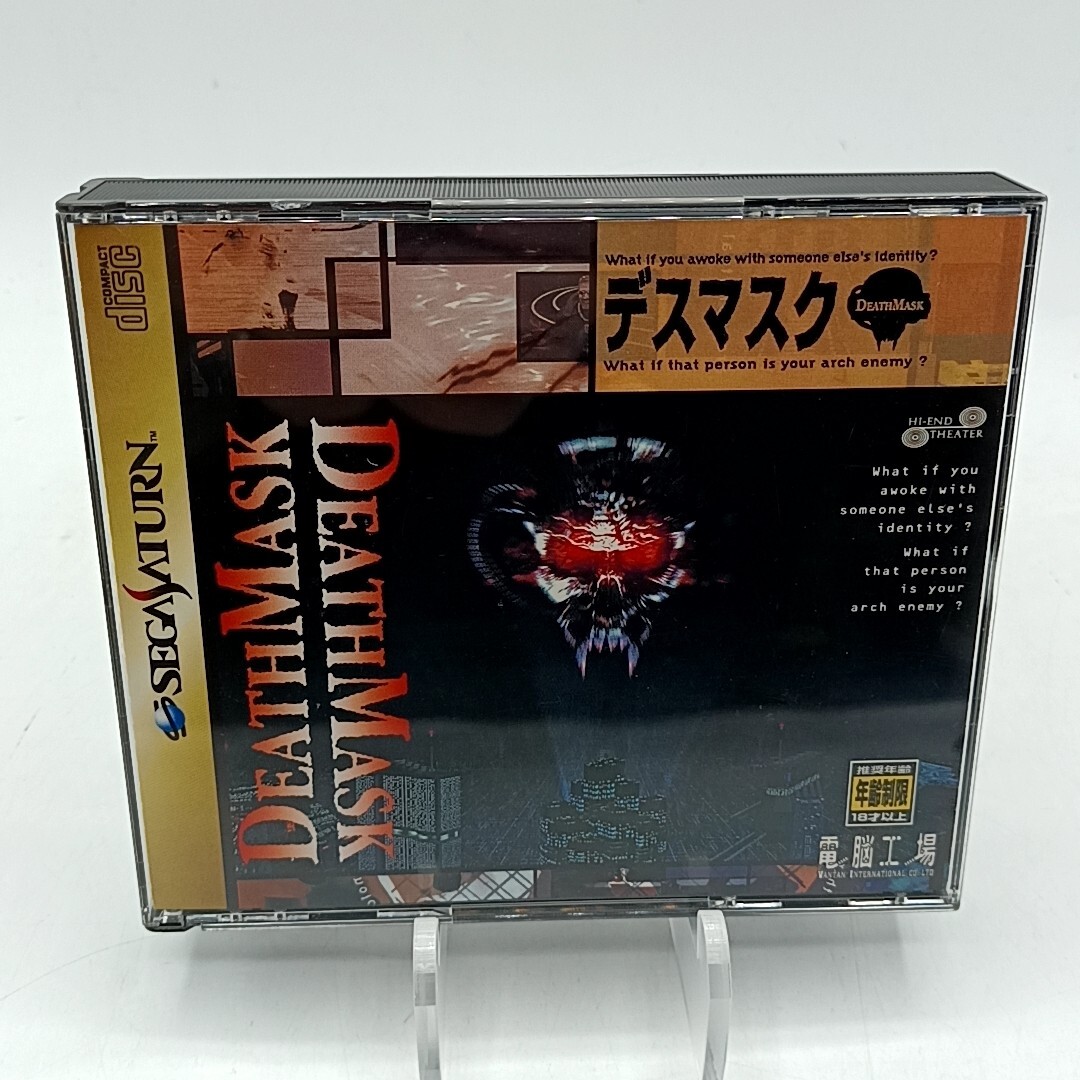 COMPACT
disc
SEGA SATURN™
What if you awoke with someone else's identity ?
デスマスク
DEATHMASK
What if that person is your arch enemy ?
HI-END
THEATER
What if you
awoke with
someone else's
identity ?
What if
that person
is your
arch enemy ?
DEATHMASK
DEATHMASK
推奨年齢
年齢制限
18才以上
電脳工場
VANTAN INTERNATIONAL CO LTD